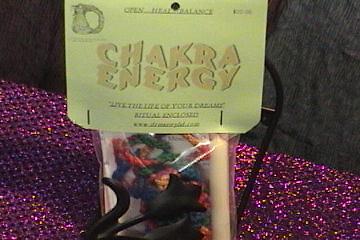 OPEN HEAL BALANCE
CHAKRA
ENERGY
"LIVE THE LIFE OF YOUR DREAMS"
RITUAL ENCLOSED